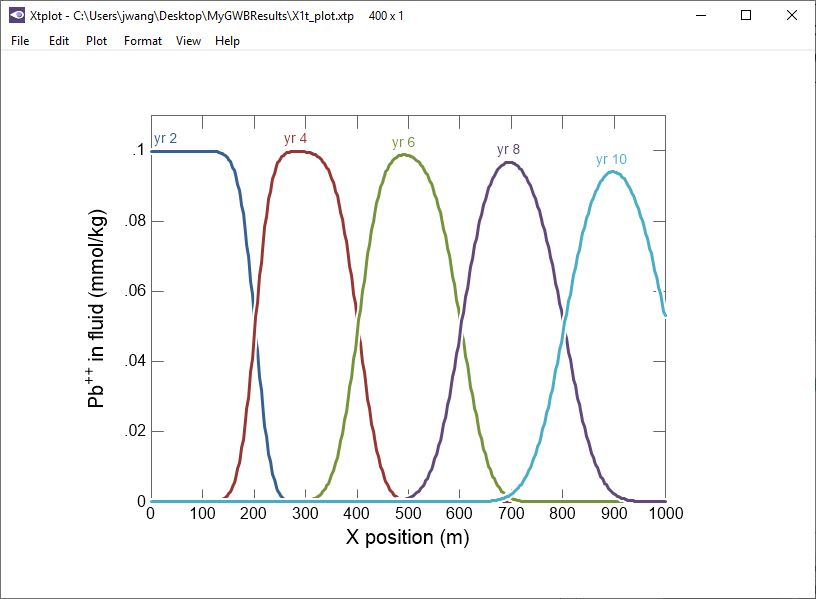 Xtplot - C:\Users\jwang\Desktop\MyGWBResults\X1t_plot.xtp 400 x 1
File Edit Plot Format View Help
yr 2
yr 4
yr 6
yr 8
yr 10
.1
.08
.06
.04
.02
0
Pb++ in fluid (mmol/kg)
0 100 200 300 400 500 600 700 800 900 1000
X position (m)